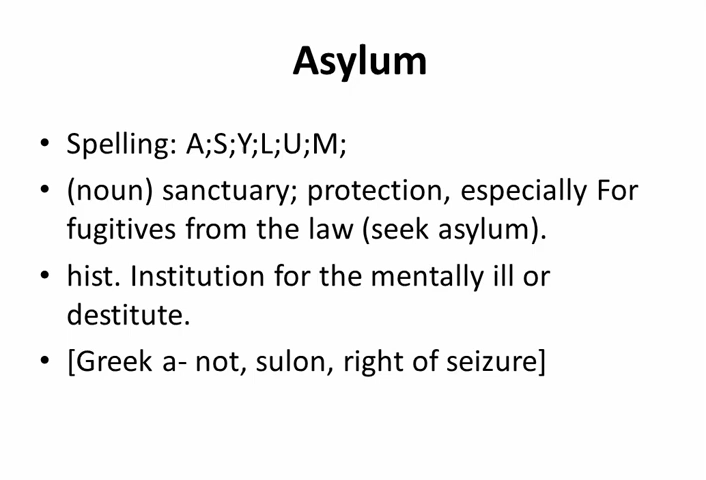 Asylum
• Spelling: A;S;Y;L;U;M;
• (noun) sanctuary; protection, especially For
fugitives from the law (seek asylum).
• hist. Institution for the mentally ill or
destitute.
• [Greek a- not, sulon, right of seizure]